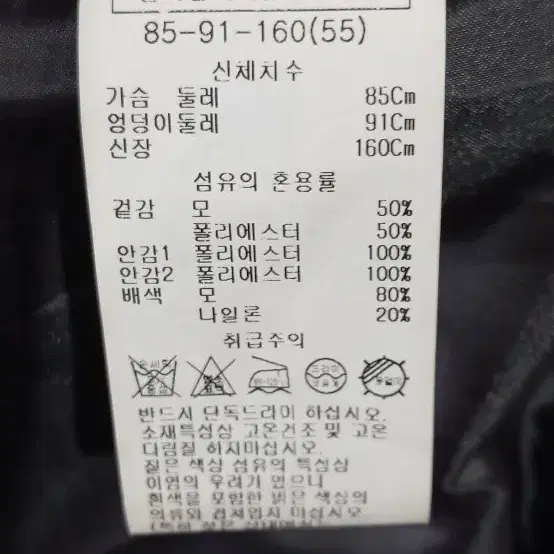 85-91-160(55)
신체치수
가슴 둘레 85Cm
엉덩이둘레 91Cm
신장 160Cm
섬유의 혼용률
겉감 모 50%
폴리에스터 50%
안감1 폴리에스터 100%
안감2 폴리에스터 100%
배색 모 80%
나일론 20%
취급주의
드라이
반드시 단독드라이 하십시오.
소재특성상 고온건조 및 고온
다림질 하지마십시오.
짙은 색상 섬유의 특성상
이염의 우려가 있으니
흰색을 포함한 밝은 색상의
의류와 겹쳐입지 마십시오